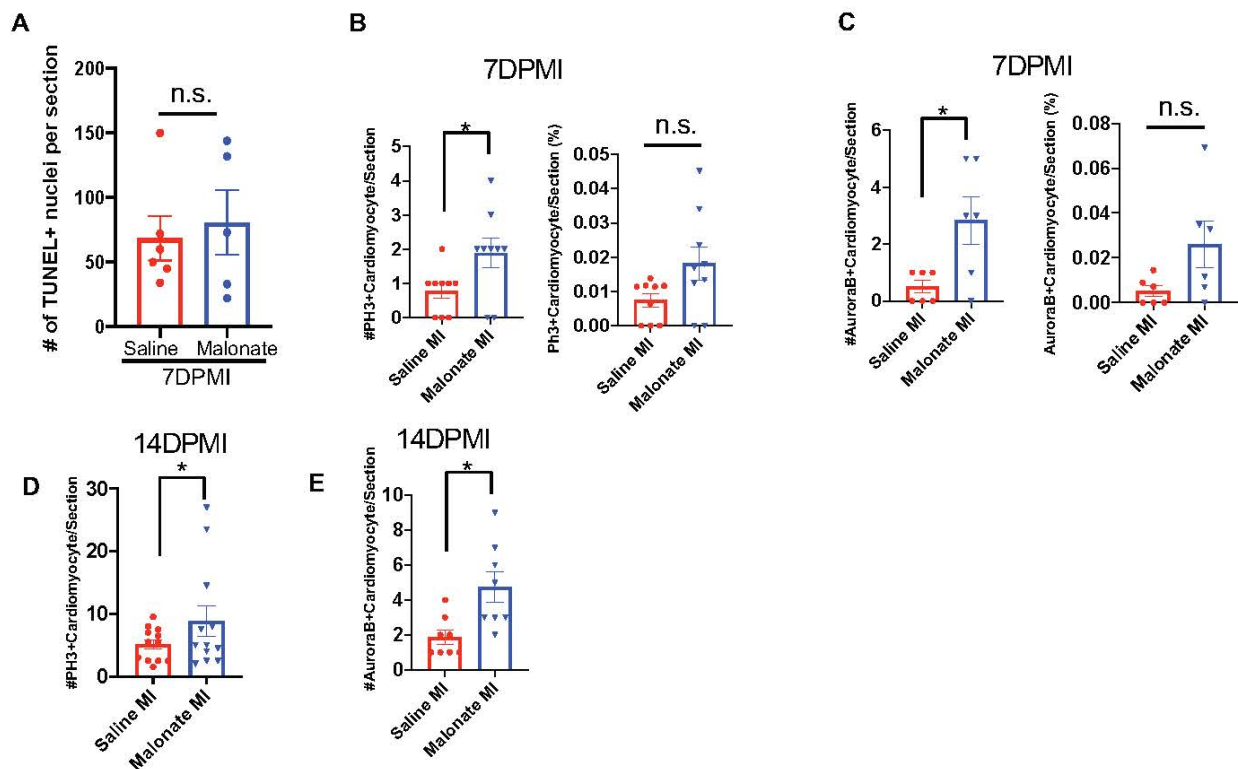 A
# of TUNEL+ nuclei per section
200
150
100
50
0
n.s.
Saline Malonate
7DPMI
B
7DPMI
#PH3+Cardiomyocyte/Section
5
4
3
2
1
0
*
Saline MI
Malonate MI
Ph3+Cardiomyocyte/Section (%)
0.05
0.04
0.03
0.02
0.01
0.00
n.s.
Saline MI
Malonate MI
C
7DPMI
#AuroraB+Cardiomyocyte/Section
6
4
2
0
*
Saline MI
Malonate MI
AuroraB+Cardiomyocyte/Section (%)
0.08
0.06
0.04
0.02
0.00
n.s.
Saline MI
Malonate MI
D
14DPMI
#PH3+Cardiomyocyte/Section
30
20
10
0
*
Saline MI
Malonate MI
E
14DPMI
#AuroraB+Cardiomyocyte/Section
10
8
6
4
2
0
*
Saline MI
Malonate MI